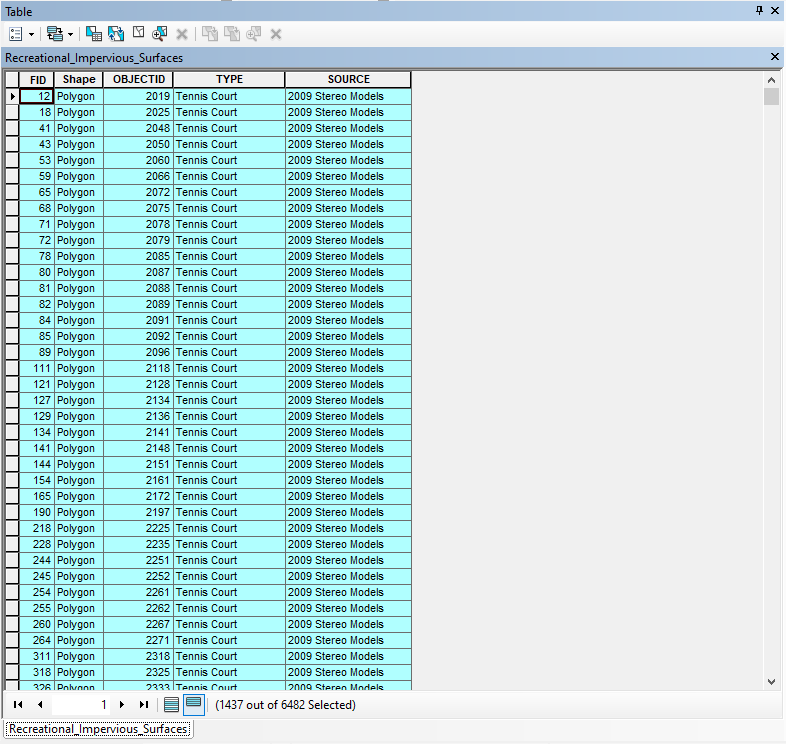 Table
Recreational_Impervious_Surfaces
FID Shape OBJECTID TYPE SOURCE
12 Polygon 2019 Tennis Court 2009 Stereo Models
18 Polygon 2025 Tennis Court 2009 Stereo Models
41 Polygon 2048 Tennis Court 2009 Stereo Models
43 Polygon 2050 Tennis Court 2009 Stereo Models
53 Polygon 2060 Tennis Court 2009 Stereo Models
59 Polygon 2066 Tennis Court 2009 Stereo Models
65 Polygon 2072 Tennis Court 2009 Stereo Models
68 Polygon 2075 Tennis Court 2009 Stereo Models
71 Polygon 2078 Tennis Court 2009 Stereo Models
72 Polygon 2079 Tennis Court 2009 Stereo Models
78 Polygon 2085 Tennis Court 2009 Stereo Models
80 Polygon 2087 Tennis Court 2009 Stereo Models
81 Polygon 2088 Tennis Court 2009 Stereo Models
82 Polygon 2089 Tennis Court 2009 Stereo Models
84 Polygon 2091 Tennis Court 2009 Stereo Models
85 Polygon 2092 Tennis Court 2009 Stereo Models
89 Polygon 2096 Tennis Court 2009 Stereo Models
111 Polygon 2118 Tennis Court 2009 Stereo Models
121 Polygon 2128 Tennis Court 2009 Stereo Models
127 Polygon 2134 Tennis Court 2009 Stereo Models
129 Polygon 2136 Tennis Court 2009 Stereo Models
134 Polygon 2141 Tennis Court 2009 Stereo Models
141 Polygon 2148 Tennis Court 2009 Stereo Models
144 Polygon 2151 Tennis Court 2009 Stereo Models
154 Polygon 2161 Tennis Court 2009 Stereo Models
165 Polygon 2172 Tennis Court 2009 Stereo Models
190 Polygon 2197 Tennis Court 2009 Stereo Models
218 Polygon 2225 Tennis Court 2009 Stereo Models
228 Polygon 2235 Tennis Court 2009 Stereo Models
244 Polygon 2251 Tennis Court 2009 Stereo Models
245 Polygon 2252 Tennis Court 2009 Stereo Models
254 Polygon 2261 Tennis Court 2009 Stereo Models
255 Polygon 2262 Tennis Court 2009 Stereo Models
260 Polygon 2267 Tennis Court 2009 Stereo Models
264 Polygon 2271 Tennis Court 2009 Stereo Models
311 Polygon 2318 Tennis Court 2009 Stereo Models
318 Polygon 2325 Tennis Court 2009 Stereo Models
326 Polygon 2333 Tennis Court 2009 Stereo Models
1 (1437 out of 6482 Selected)
Recreational_Impervious_Surfaces